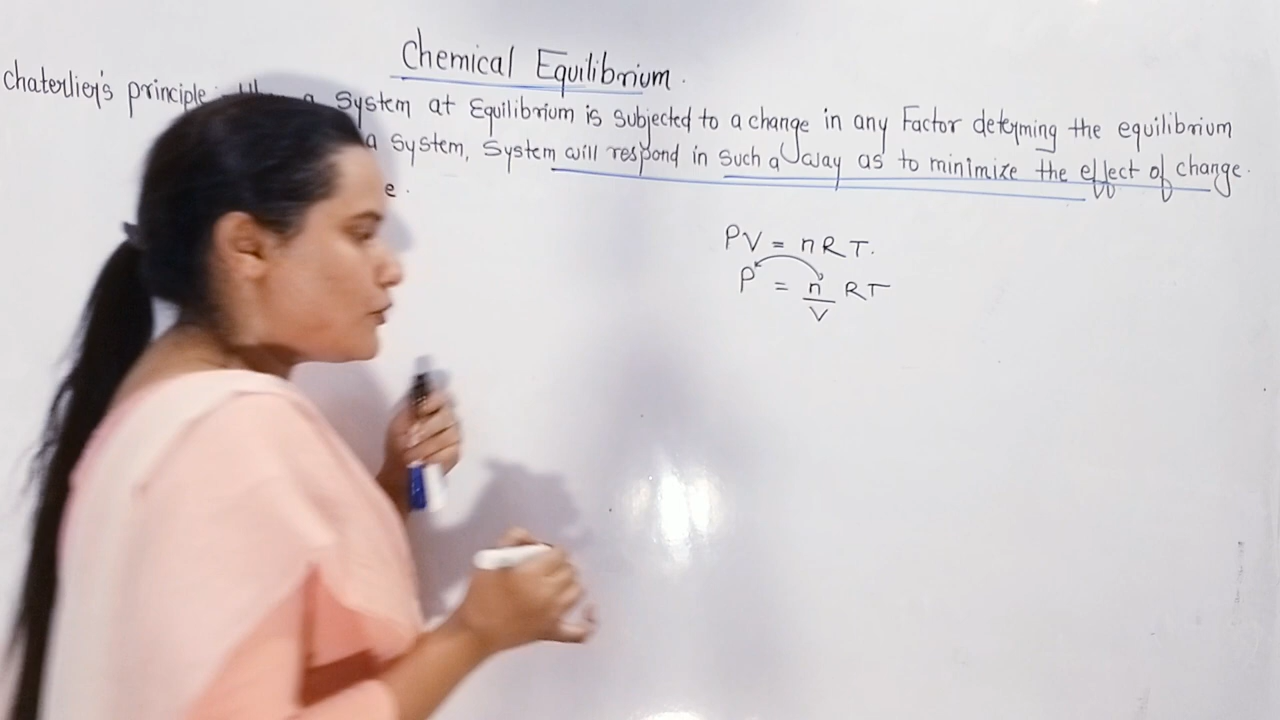 Chemical Equilibrium.
chaterlier's principle a system at Equilibrium is subjected to a change in any Factor determing the equilibrium
a system, System will respond in such a way as to minimize the effect of change.
e.
PV = nRT.
P = n/V RT